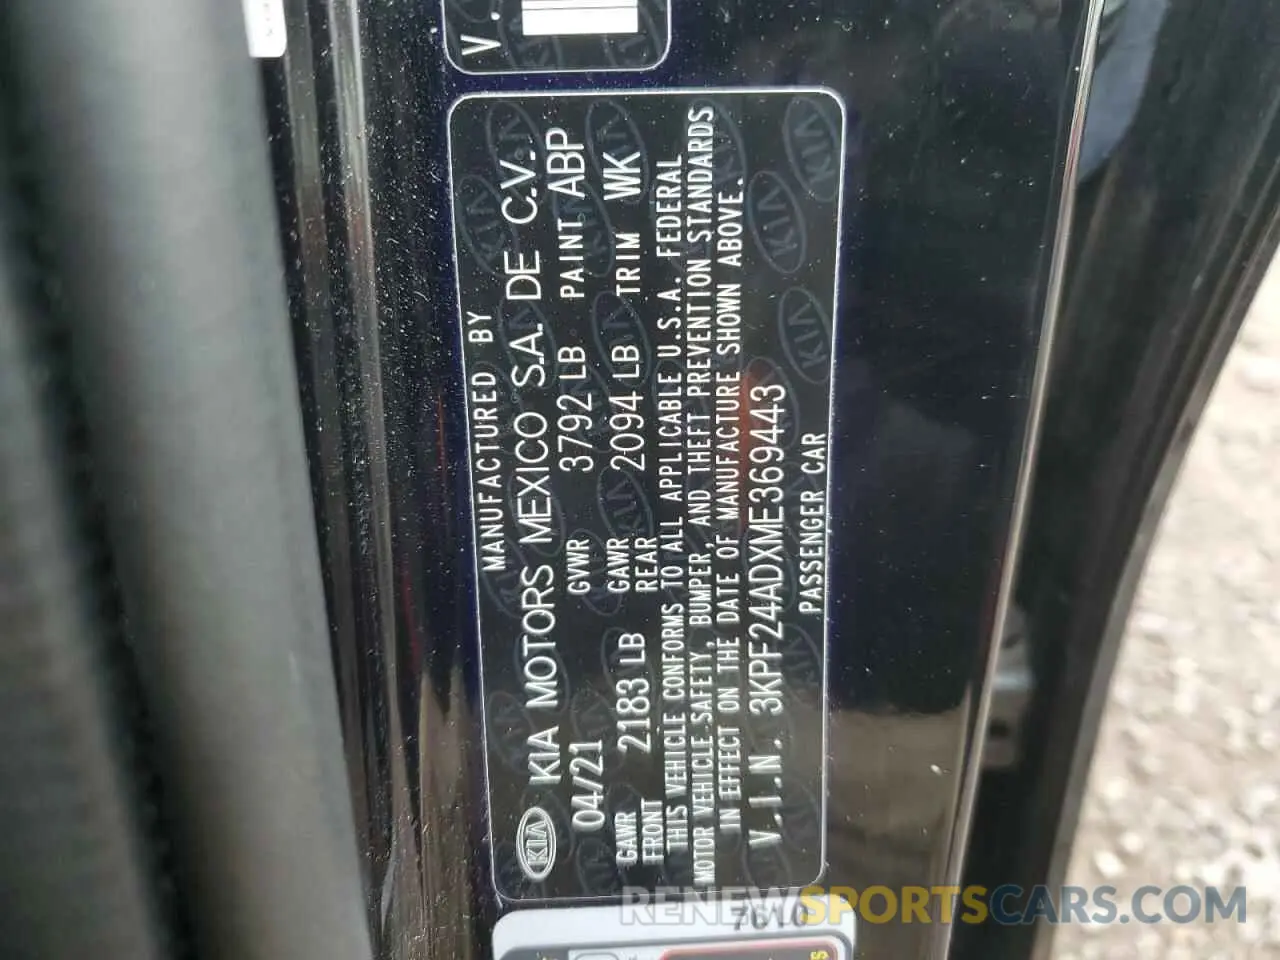 V.
MANUFACTURED BY
KIA KIA MOTORS MEXICO S.A. DE C.V.
04/21 GVWR 3792 LB PAINT ABP
GAWR FRONT 2183 LB GAWR REAR 2094 LB TRIM WK
THIS VEHICLE CONFORMS TO ALL APPLICABLE U.S.A. FEDERAL
MOTOR VEHICLE SAFETY, BUMPER, AND THEFT PREVENTION STANDARDS
IN EFFECT ON THE DATE OF MANUFACTURE SHOWN ABOVE.
V.I.N. 3KPF24ADXME369443
PASSENGER CAR
7610
RENEWSPORTSCARS.COM